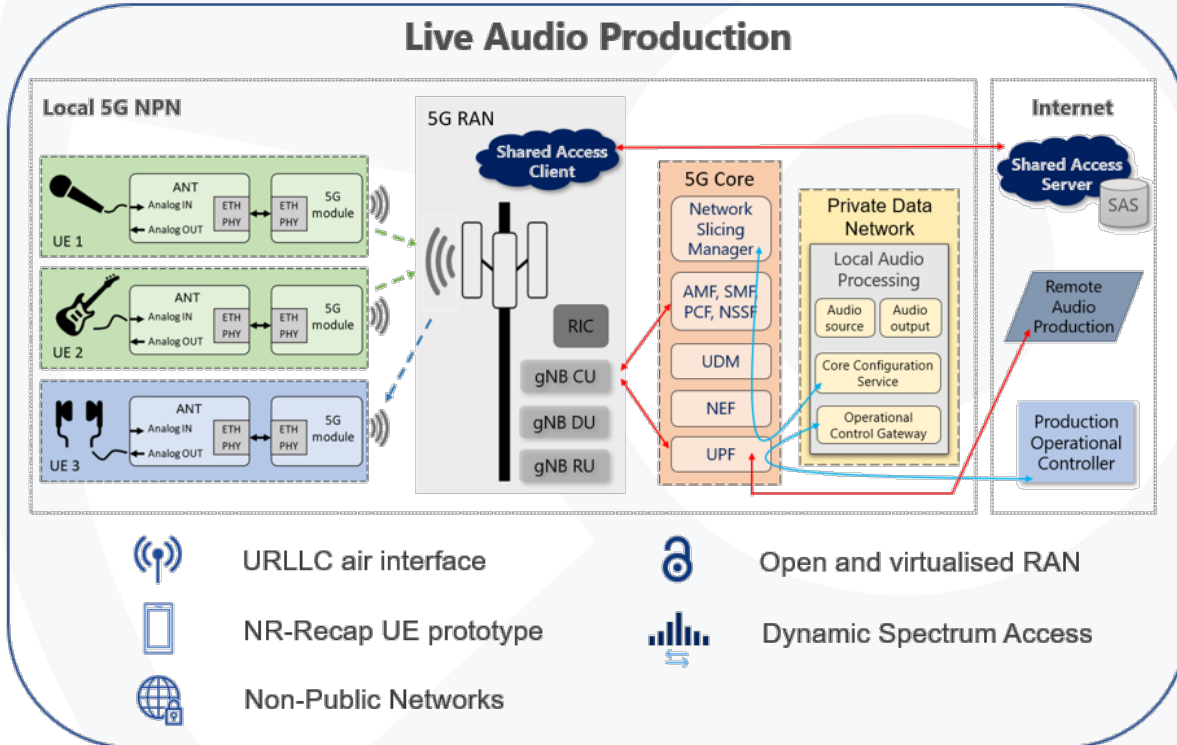 Live Audio Production
Local 5G NPN
ANT
Analog IN
Analog OUT
ETH
PHY
ETH
PHY
5G
module
UE 1
ANT
Analog IN
Analog OUT
ETH
PHY
ETH
PHY
5G
module
UE 2
ANT
Analog IN
Analog OUT
ETH
PHY
ETH
PHY
5G
module
UE 3
5G RAN
Shared Access
Client
RIC
gNB CU
gNB DU
gNB RU
5G Core
Network
Slicing
Manager
AMF, SMF,
PCF, NSSF
UDM
NEF
UPF
Private Data
Network
Local Audio
Processing
Audio
source
Audio
output
Core Configuration
Service
Operational
Control Gateway
Internet
Shared Access
Server
SAS
Remote
Audio
Production
Production
Operational
Controller
URLLC air interface
NR-Recap UE prototype
Non-Public Networks
Open and virtualised RAN
Dynamic Spectrum Access